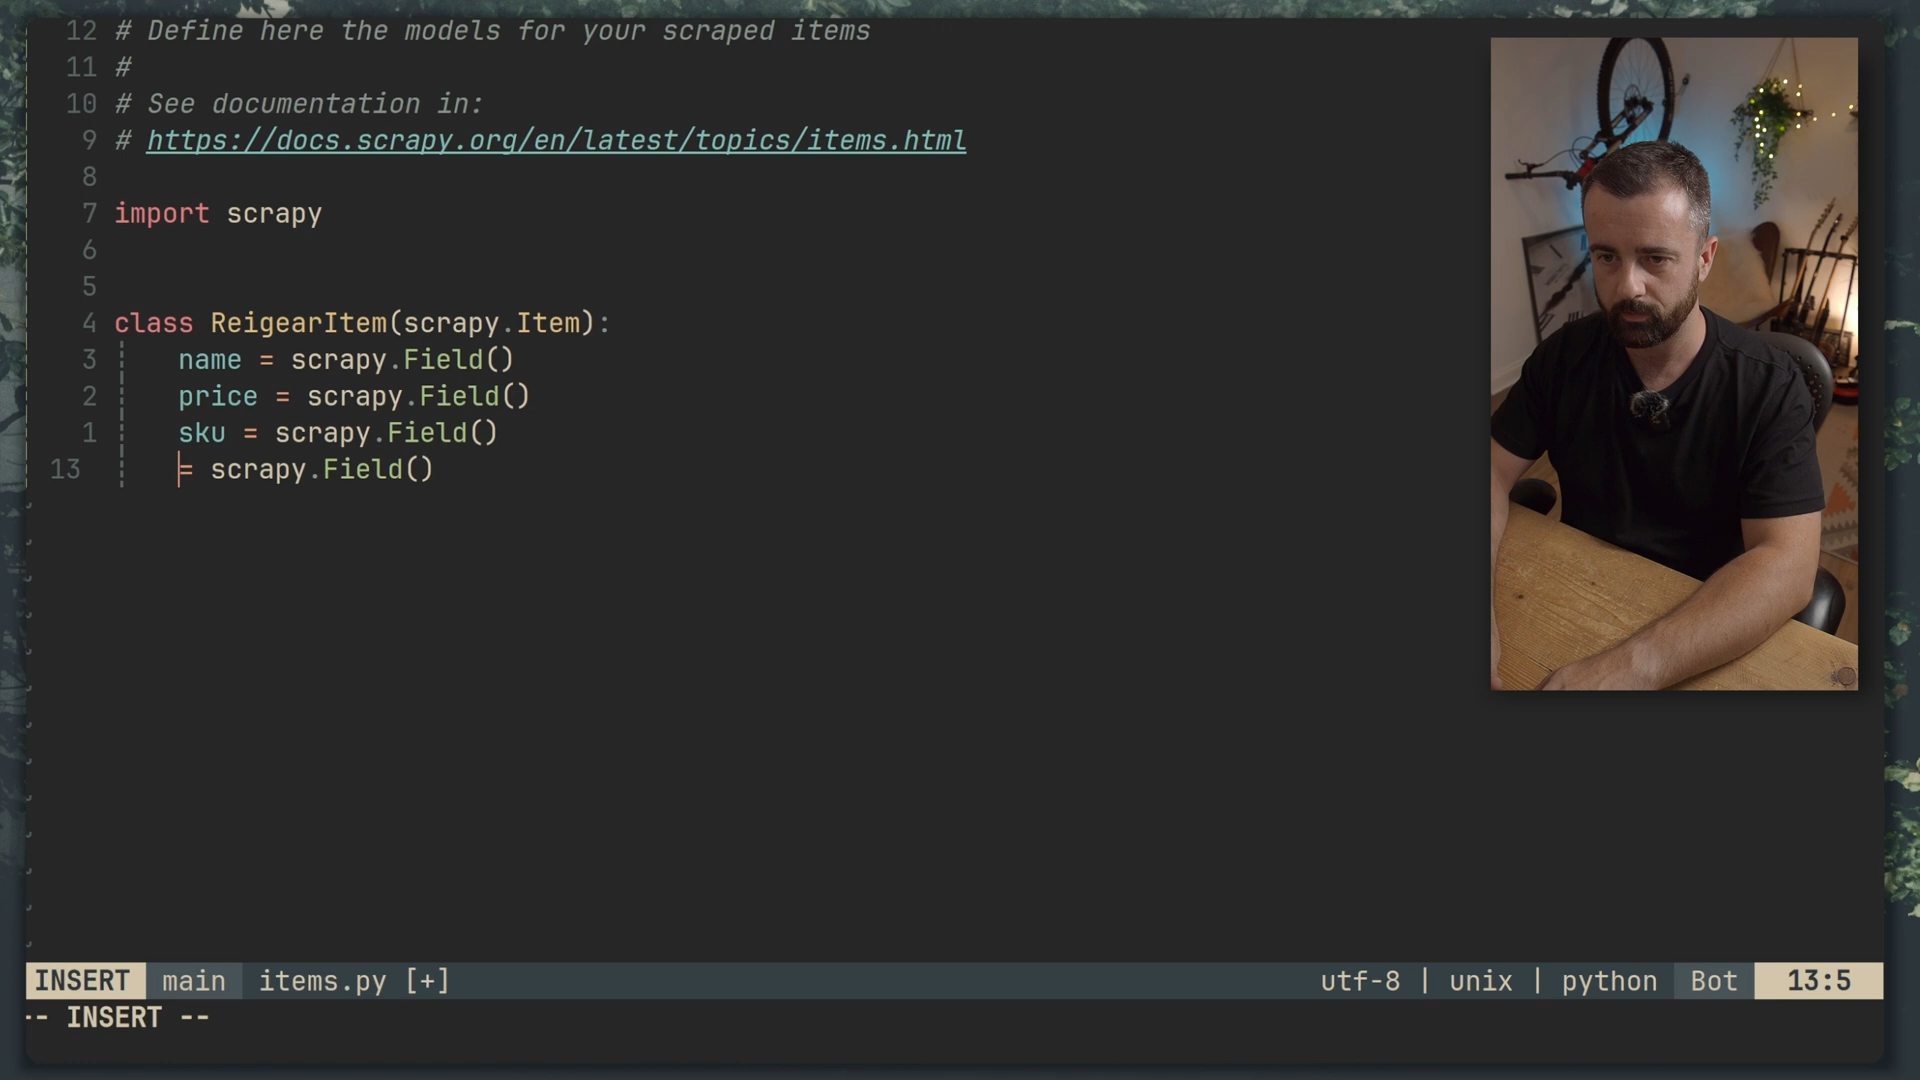 12 # Define here the models for your scraped items
11 #
10 # See documentation in:
9 # https://docs.scrapy.org/en/latest/topics/items.html
8
7 import scrapy
6
5
4 class ReigearItem(scrapy.Item):
3 name = scrapy.Field()
2 price = scrapy.Field()
1 sku = scrapy.Field()
13 = scrapy.Field()
INSERT main items.py [+] utf-8 | unix | python Bot 13:5
-- INSERT --